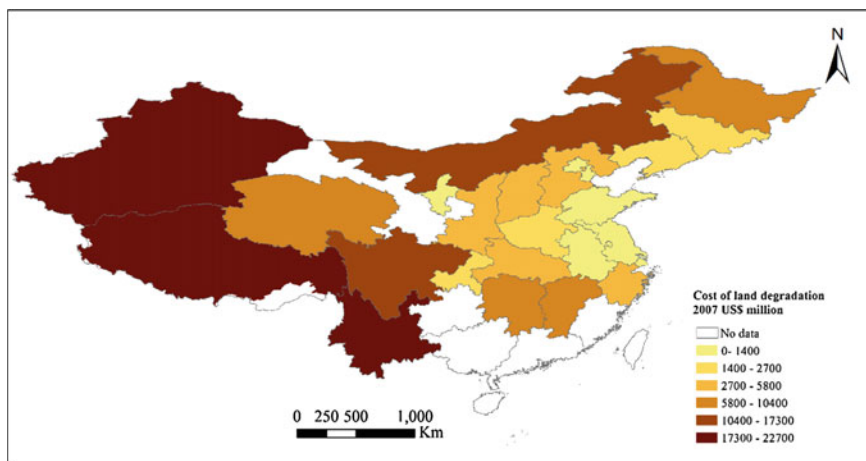 N
Cost of land degradation
2007 US$ million
No data
0- 1400
1400 - 2700
2700 - 5800
5800 - 10400
10400 - 17300
17300 - 22700
0 250 500 1,000
Km